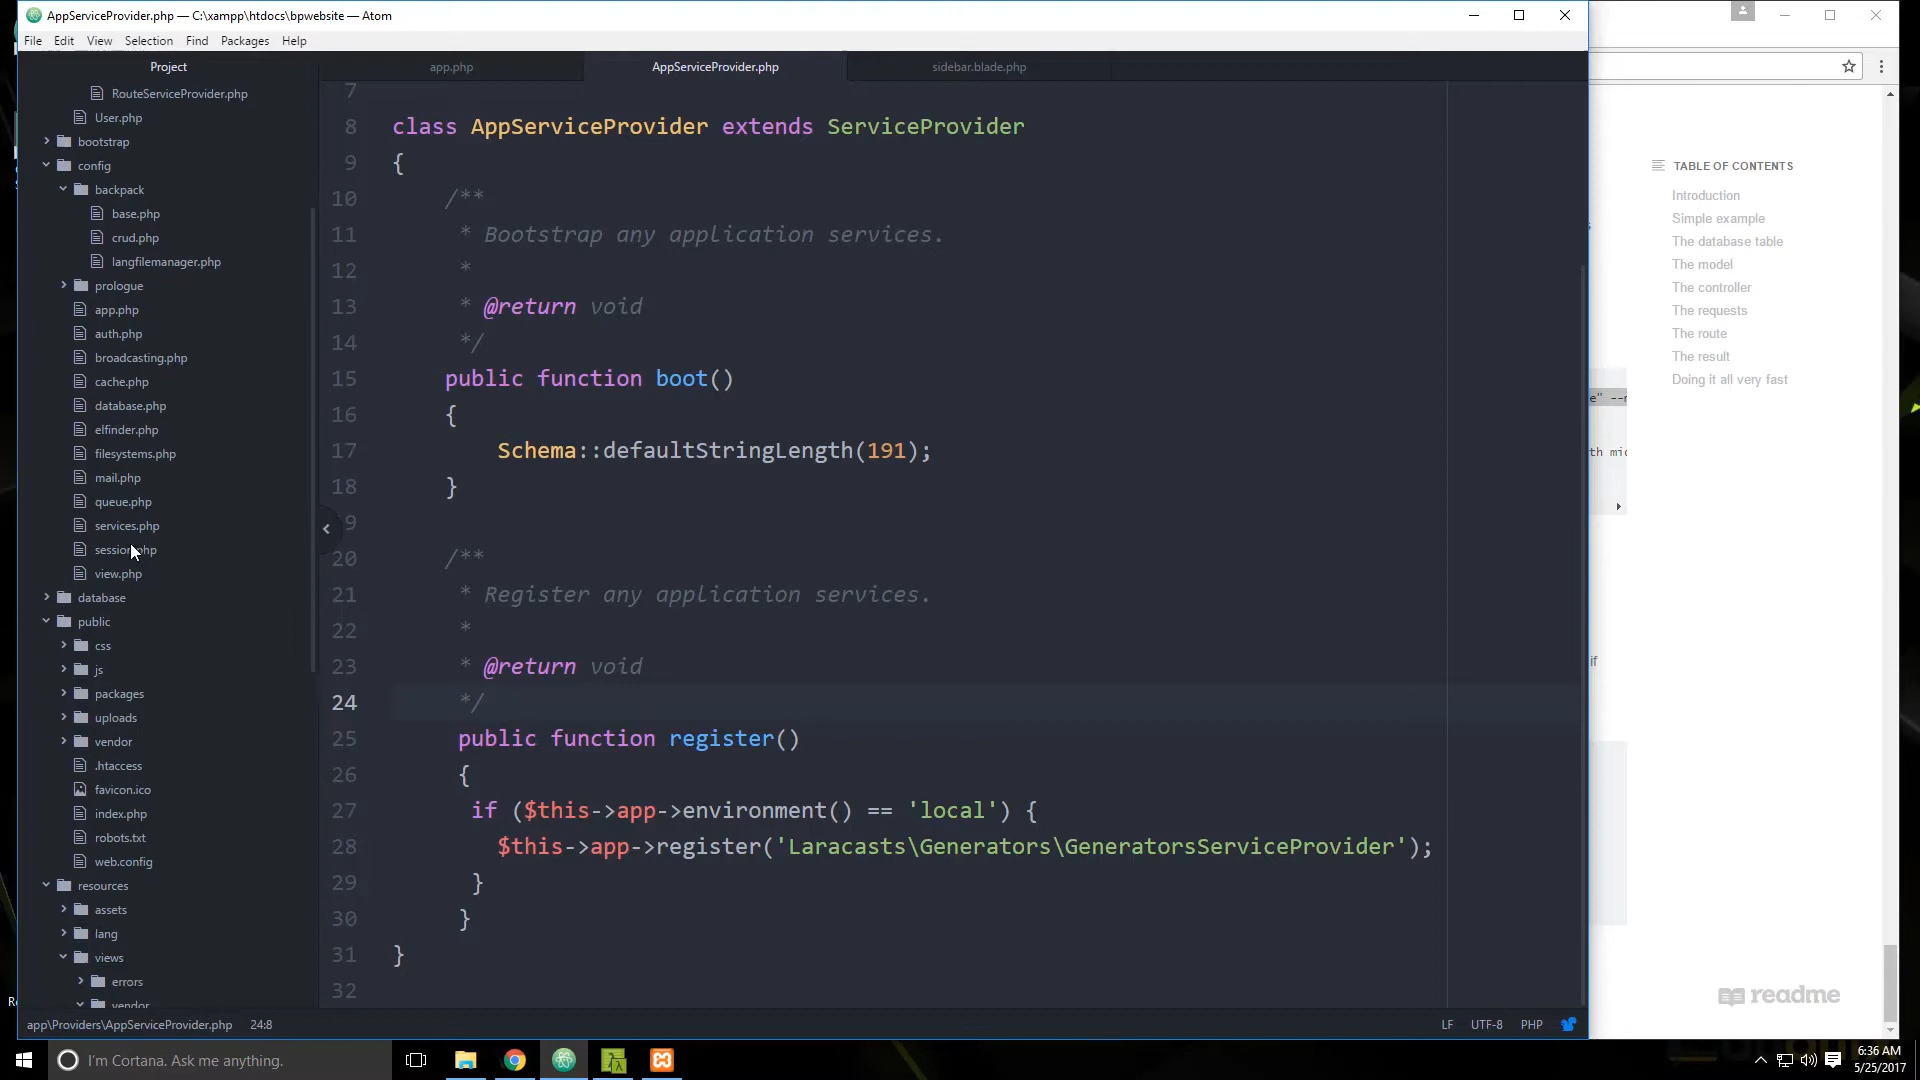 AppServiceProvider.php — C:\xampp\htdocs\bpwebsite — Atom
File Edit View Selection Find Packages Help
Project
app.php
AppServiceProvider.php
sidebar.blade.php
RouteServiceProvider.php
User.php
bootstrap
config
backpack
base.php
crud.php
langfilemanager.php
prologue
app.php
auth.php
broadcasting.php
cache.php
database.php
elfinder.php
filesystems.php
mail.php
queue.php
services.php
session.php
view.php
database
public
css
js
packages
uploads
vendor
.htaccess
favicon.ico
index.php
robots.txt
web.config
resources
assets
lang
views
errors
vendor
7
8 class AppServiceProvider extends ServiceProvider
9 {
10 /**
11 * Bootstrap any application services.
12 *
13 * @return void
14 */
15 public function boot()
16 {
17 Schema::defaultStringLength(191);
18 }
9
20 /**
21 * Register any application services.
22 *
23 * @return void
24 */
25 public function register()
26 {
27 if ($this->app->environment() == 'local') {
28 $this->app->register('Laracasts\Generators\GeneratorsServiceProvider');
29 }
30 }
31 }
32
app\Providers\AppServiceProvider.php 24:8
LF UTF-8 PHP
TABLE OF CONTENTS
Introduction
Simple example
The database table
The model
The controller
The requests
The route
The result
Doing it all very fast
e" --r
th mid
if
readme
I'm Cortana. Ask me anything.
6:36 AM
5/25/2017